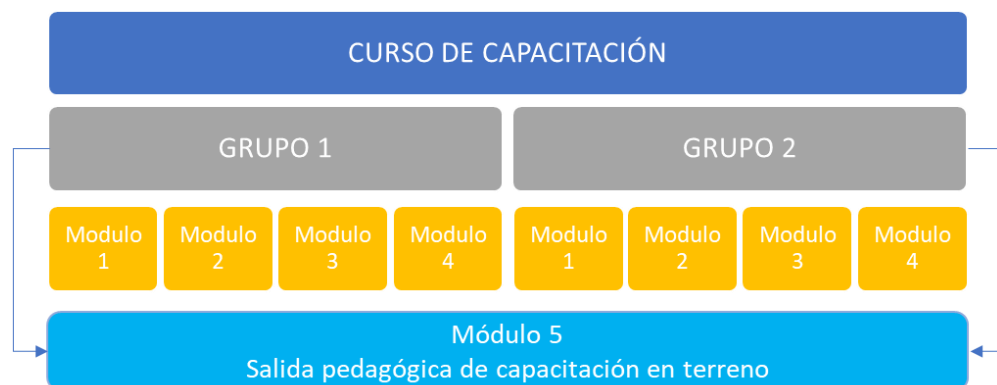 CURSO DE CAPACITACIÓN
GRUPO 1
GRUPO 2
Modulo
1
Modulo
2
Modulo
3
Modulo
4
Modulo
1
Modulo
2
Modulo
3
Modulo
4
Módulo 5
Salida pedagógica de capacitación en terreno